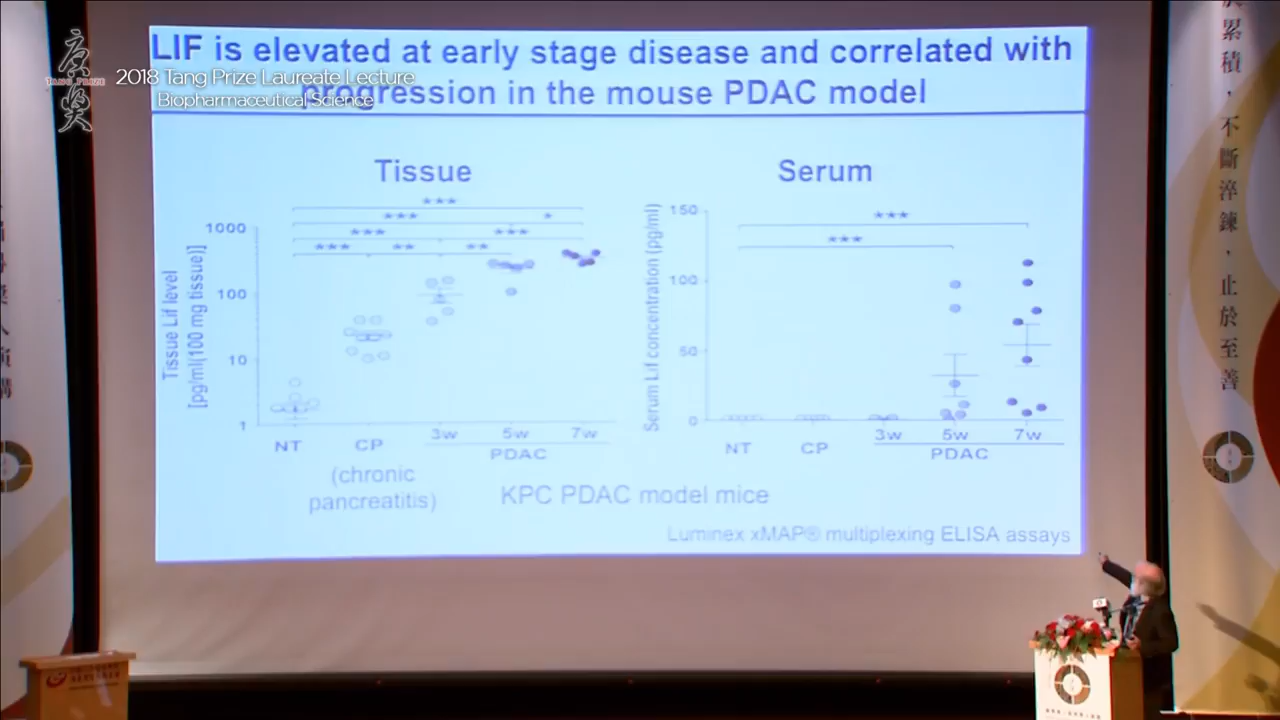 LIF is elevated at early stage disease and correlated with
progression in the mouse PDAC model
唐
TANG PRIZE
獎
2018 Tang Prize Laureate Lecture
Biopharmaceutical Science
Tissue
Serum
Tissue Lif level
[pg/ml(100 mg tissue)]
1000
100
10
1
***
*** *
*** ***
*** ** **
NT
CP
3w
5w
7w
PDAC
(chronic
pancreatitis)
Serum Lif concentration (pg/ml)
150
100
50
0
***
***
NT
CP
3w
5w
7w
PDAC
KPC PDAC model mice
Luminex xMAP® multiplexing ELISA assays
累
積
，
不
斷
淬
鍊
，
止
於
至
善